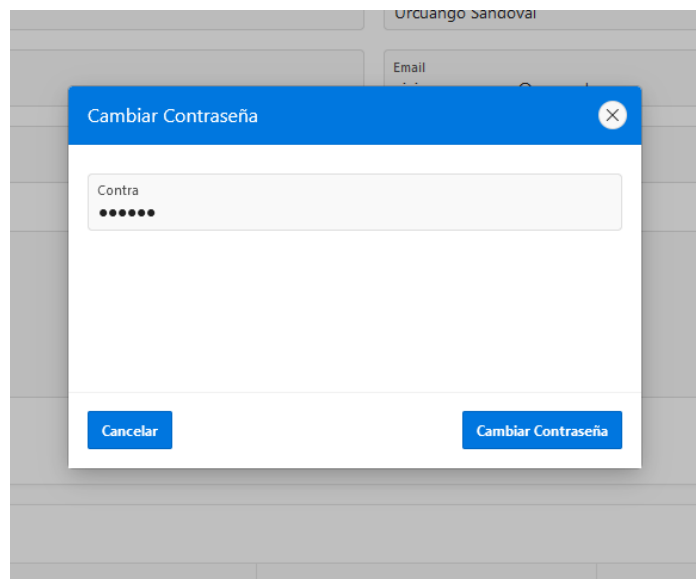 Urcuango Sandoval
Email
Cambiar Contraseña
Contra
••••••
Cancelar
Cambiar Contraseña